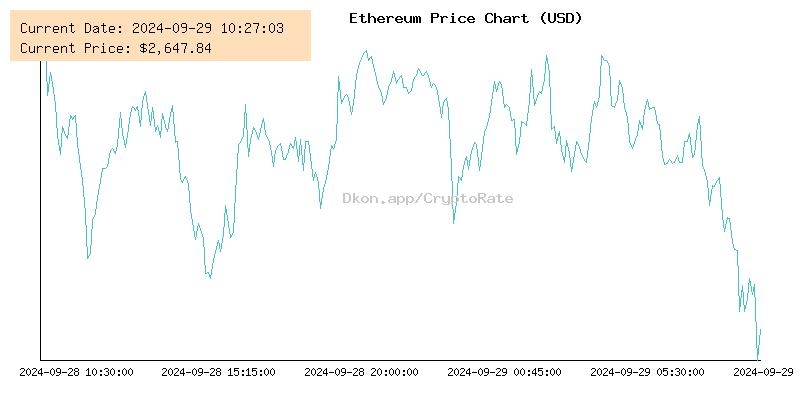 Ethereum Price Chart (USD)
Current Date: 2024-09-29 10:27:03
Current Price: $2,647.84
Dkon.app/CryptoRate
2024-09-28 10:30:00 2024-09-28 15:15:00 2024-09-28 20:00:00 2024-09-29 00:45:00 2024-09-29 05:30:00 2024-09-29